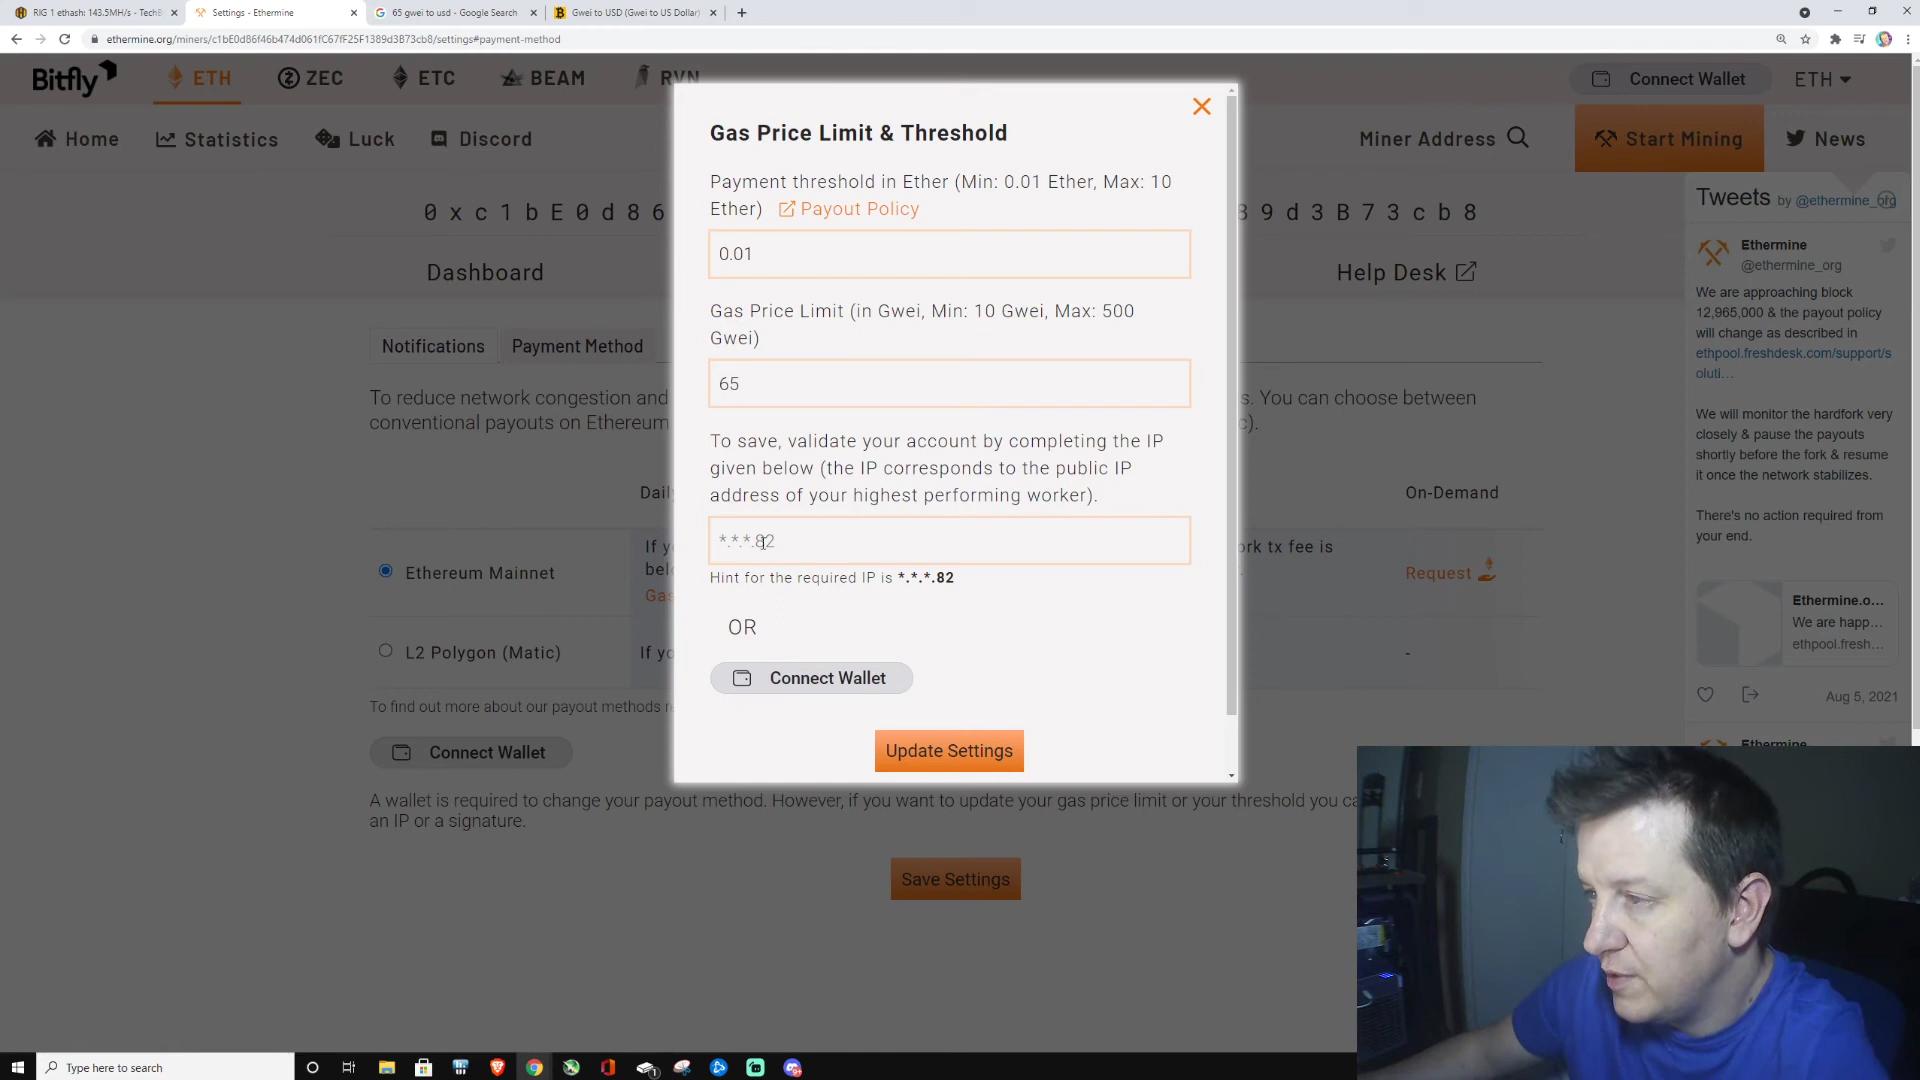 RIG 1 ethash: 143.5MH/s - TechB
Settings - Ethermine
65 gwei to usd - Google Search
Gwei to USD (Gwei to US Dollar)
ethermine.org/miners/c1bE0d86f46b474d061fC67fF25F1389d3B73cb8/settings#payment-method
Bitfly
ETH
ZEC
ETC
BEAM
RVN
Connect Wallet
ETH
Home
Statistics
Luck
Discord
Miner Address
Start Mining
News
0xc1bE0d86
9d3B73cb8
Dashboard
Help Desk
Notifications
Payment Method
To reduce network congestion and
s. You can choose between
conventional payouts on Ethereum
c).
Daily
On-Demand
Ethereum Mainnet
If y
belo
Gas
rk tx fee is
Request
L2 Polygon (Matic)
If yo
-
To find out more about our payout methods r
Connect Wallet
A wallet is required to change your payout method. However, if you want to update your gas price limit or your threshold you ca
an IP or a signature.
Save Settings
Gas Price Limit & Threshold
Payment threshold in Ether (Min: 0.01 Ether, Max: 10
Ether) Payout Policy
0.01
Gas Price Limit (in Gwei, Min: 10 Gwei, Max: 500
Gwei)
65
To save, validate your account by completing the IP
given below (the IP corresponds to the public IP
address of your highest performing worker).
*.*.*.82
Hint for the required IP is *.*.*.82
OR
Connect Wallet
Update Settings
Tweets by @ethermine_org
Ethermine
@ethermine_org
We are approaching block
12,965,000 & the payout policy
will change as described in
ethpool.freshdesk.com/support/s
oluti…
We will monitor the hardfork very
closely & pause the payouts
shortly before the fork & resume
it once the network stabilizes.
There's no action required from
your end.
Ethermine.o…
We are happ…
ethpool.fresh…
Aug 5, 2021
Ethermine
Type here to search